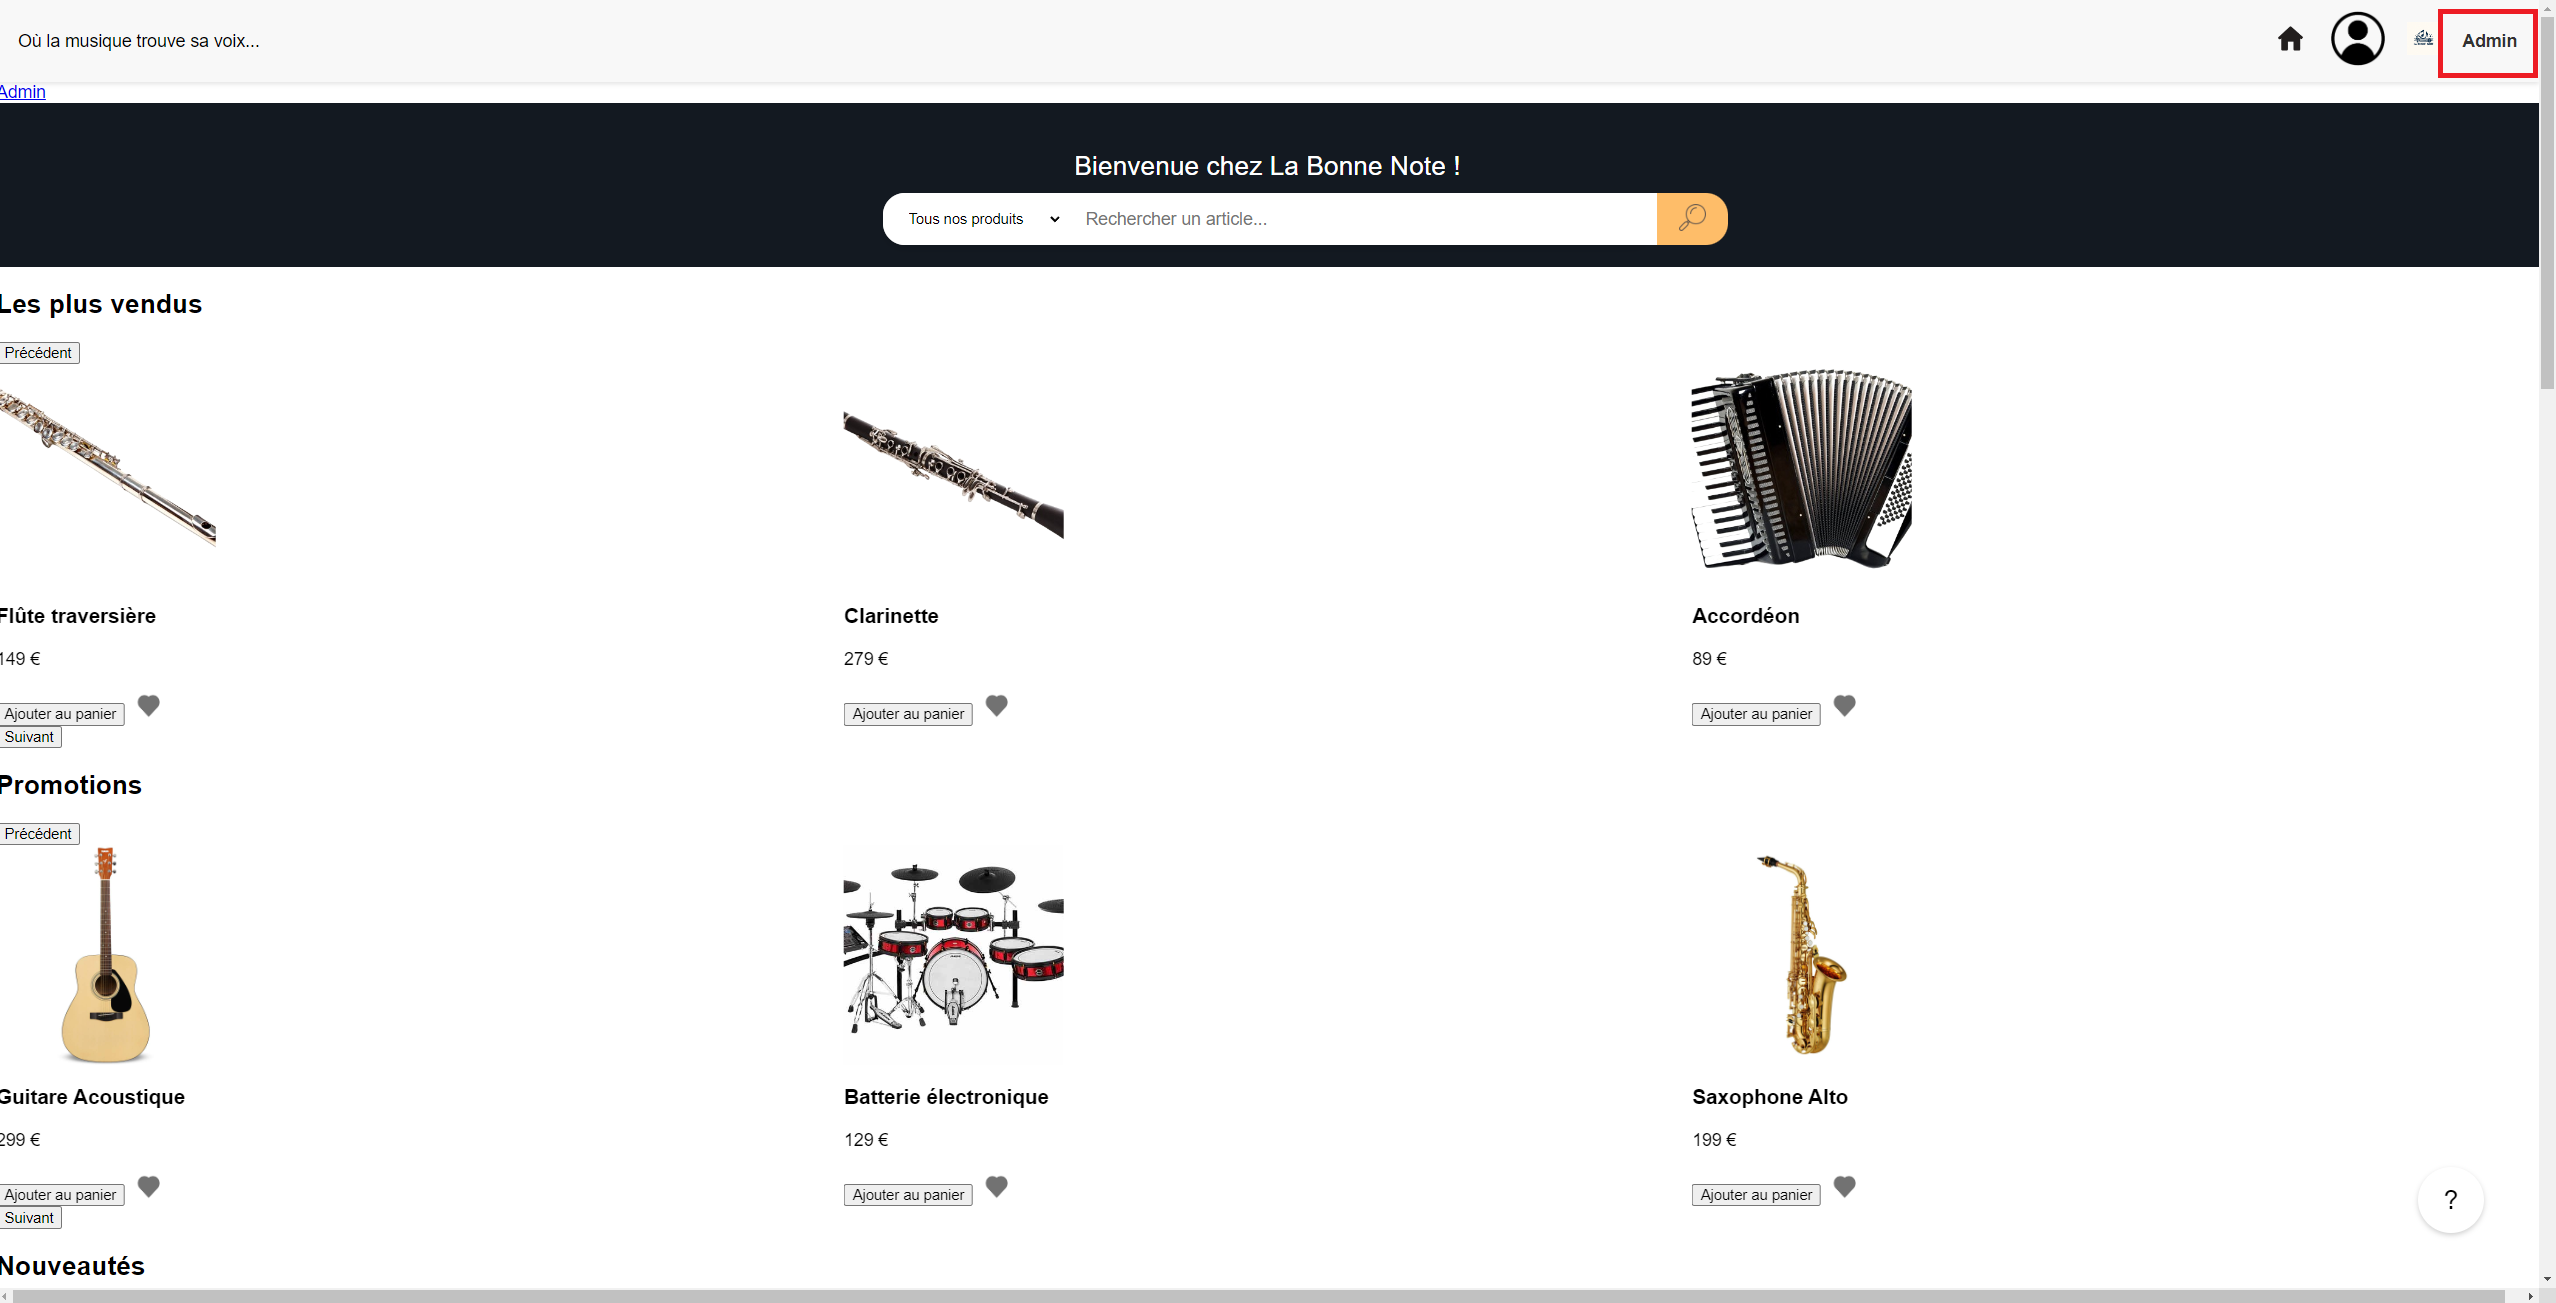 Où la musique trouve sa voix...
Admin
Admin
Bienvenue chez La Bonne Note !
Tous nos produits
Rechercher un article...
Les plus vendus
Précédent
Flûte traversière
149 €
Ajouter au panier
Clarinette
279 €
Ajouter au panier
Accordéon
89 €
Ajouter au panier
Suivant
Promotions
Précédent
Guitare Acoustique
299 €
Ajouter au panier
Batterie électronique
129 €
Ajouter au panier
Saxophone Alto
199 €
Ajouter au panier
Suivant
?
Nouveautés